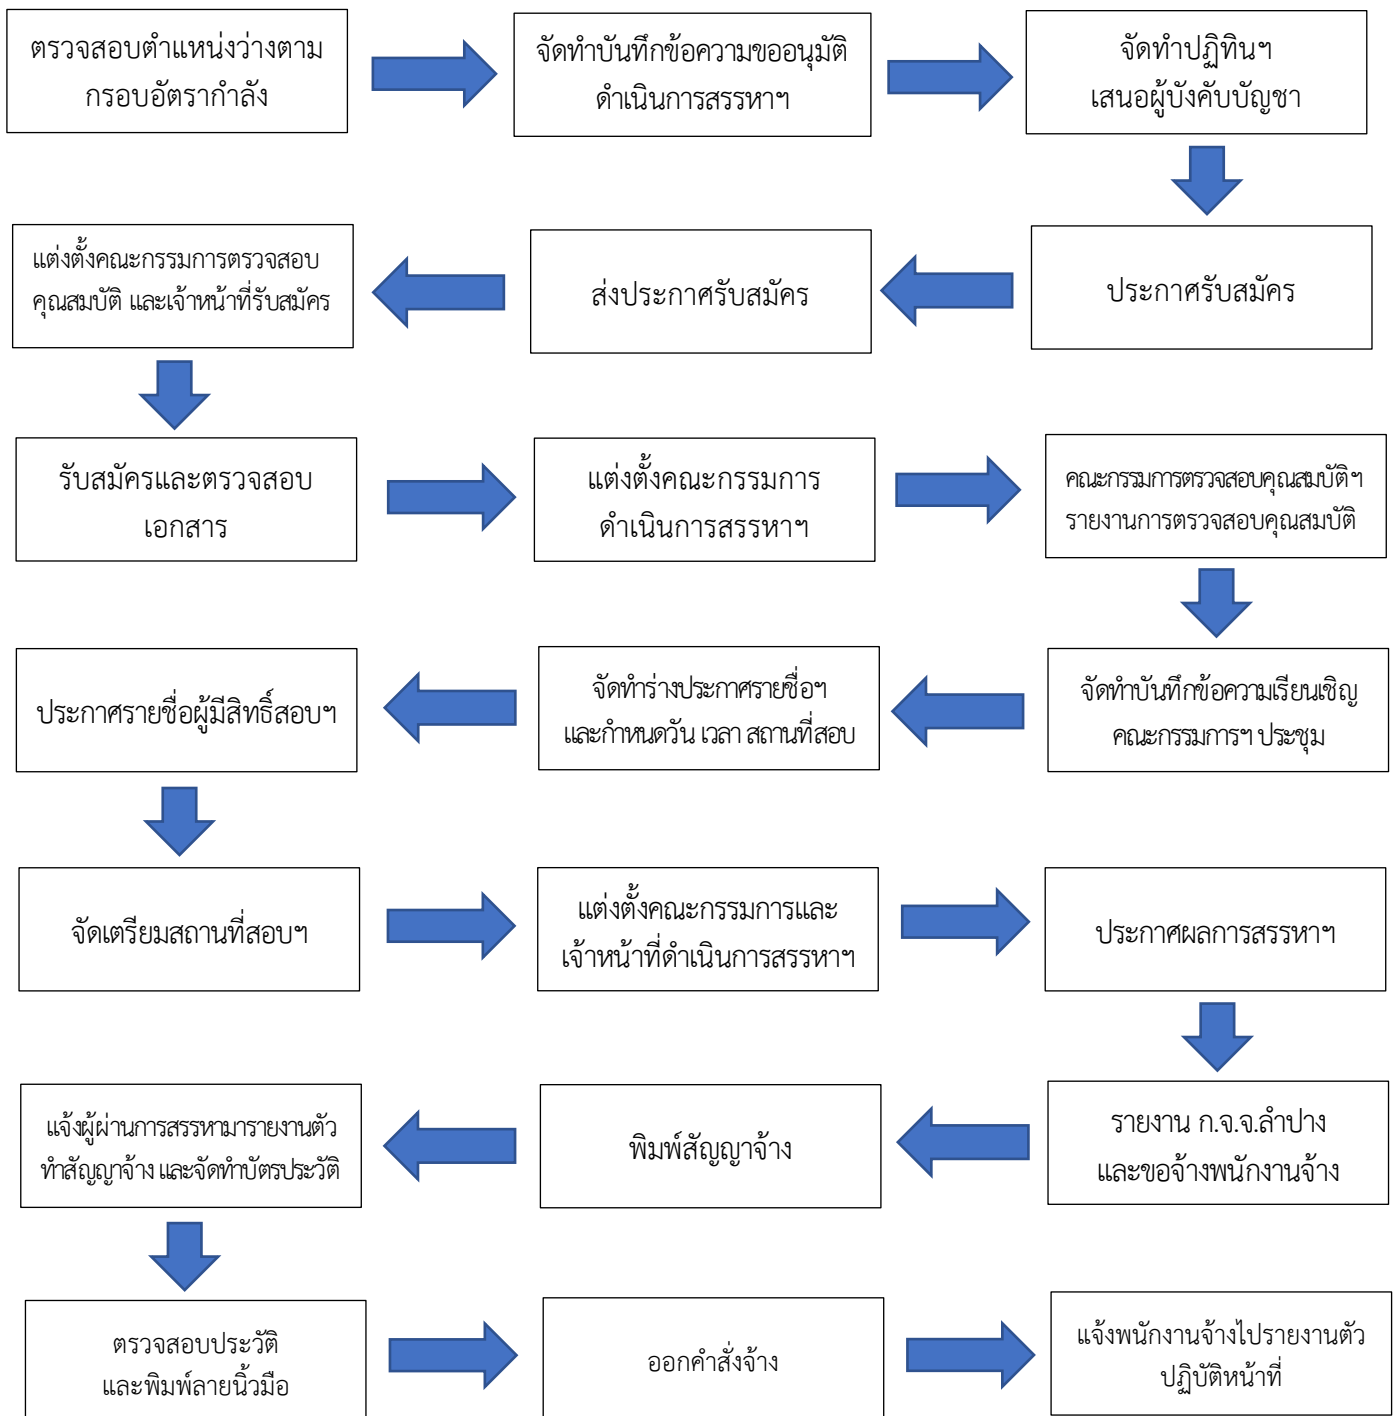 ตรวจสอบตำแหน่งว่างตาม
กรอบอัตรากำลัง
จัดทำบันทึกข้อความขออนุมัติ
ดำเนินการสรรหาฯ
จัดทำปฏิทินฯ
เสนอผู้บังคับบัญชา
ประกาศรับสมัคร
ส่งประกาศรับสมัคร
แต่งตั้งคณะกรรมการตรวจสอบ
คุณสมบัติ และเจ้าหน้าที่รับสมัคร
รับสมัครและตรวจสอบ
เอกสาร
แต่งตั้งคณะกรรมการ
ดำเนินการสรรหาฯ
คณะกรรมการตรวจสอบคุณสมบัติฯ
รายงานการตรวจสอบคุณสมบัติ
จัดทำบันทึกข้อความเรียนเชิญ
คณะกรรมการฯ ประชุม
จัดทำร่างประกาศรายชื่อฯ
และกำหนดวัน เวลา สถานที่สอบ
ประกาศรายชื่อผู้มีสิทธิ์สอบฯ
จัดเตรียมสถานที่สอบฯ
แต่งตั้งคณะกรรมการและ
เจ้าหน้าที่ดำเนินการสรรหาฯ
ประกาศผลการสรรหาฯ
รายงาน ก.จ.จ.ลำปาง
และขอจ้างพนักงานจ้าง
พิมพ์สัญญาจ้าง
แจ้งผู้ผ่านการสรรหามารายงานตัว
ทำสัญญาจ้าง และจัดทำบัตรประวัติ
ตรวจสอบประวัติ
และพิมพ์ลายนิ้วมือ
ออกคำสั่งจ้าง
แจ้งพนักงานจ้างไปรายงานตัว
ปฏิบัติหน้าที่